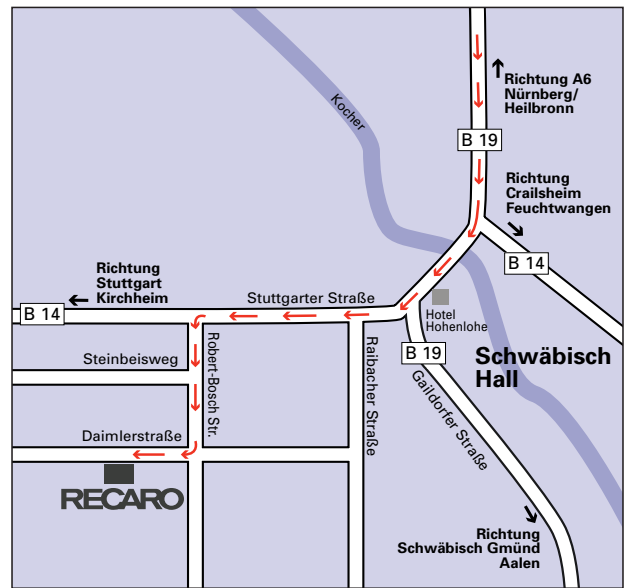 Richtung A6
Nürnberg/
Heilbronn
Kocher
B 19
Richtung
Crailsheim
Feuchtwangen
B 14
Richtung
Stuttgart
Kirchheim
B 14
Stuttgarter Straße
Hotel
Hohenlohe
B 19
Schwäbisch
Hall
Steinbeisweg
Robert-Bosch Str.
Raibacher Straße
Gaildorfer Straße
Daimlerstraße
RECARO
Richtung
Schwäbisch Gmünd
Aalen